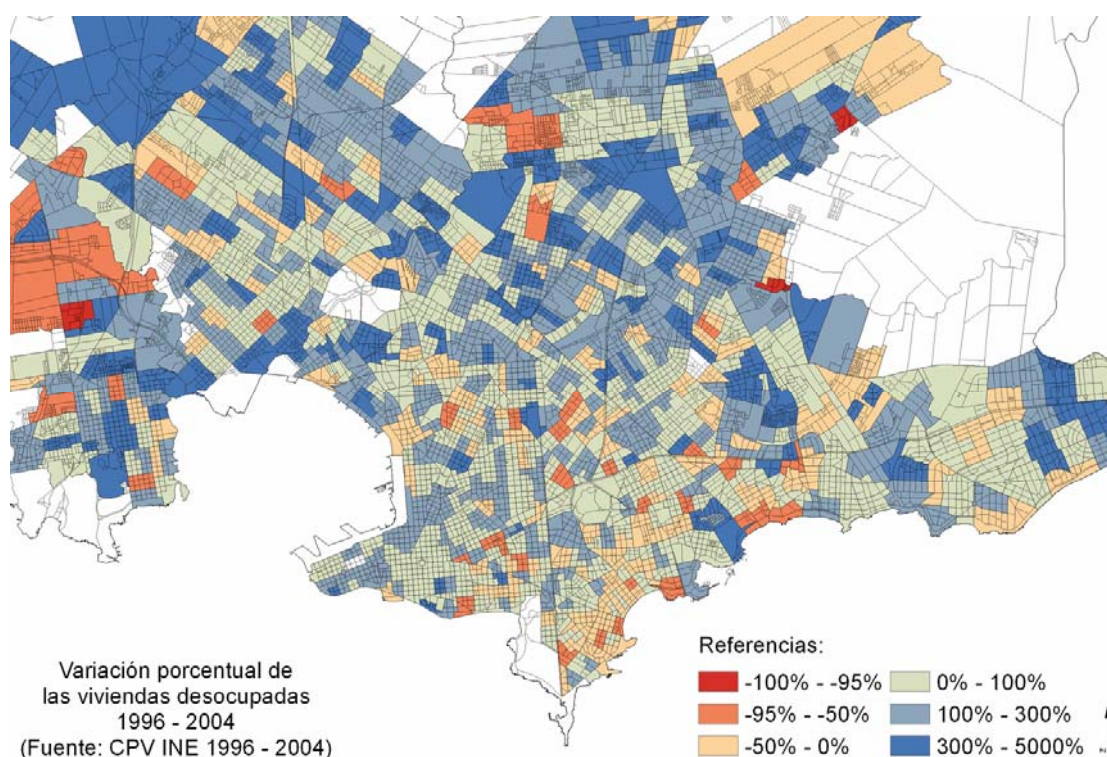 Variación porcentual de
las viviendas desocupadas
1996 - 2004
(Fuente: CPV INE 1996 - 2004)
Referencias:
-100% - -95%
-95% - -50%
-50% - 0%
0% - 100%
100% - 300%
300% - 5000%